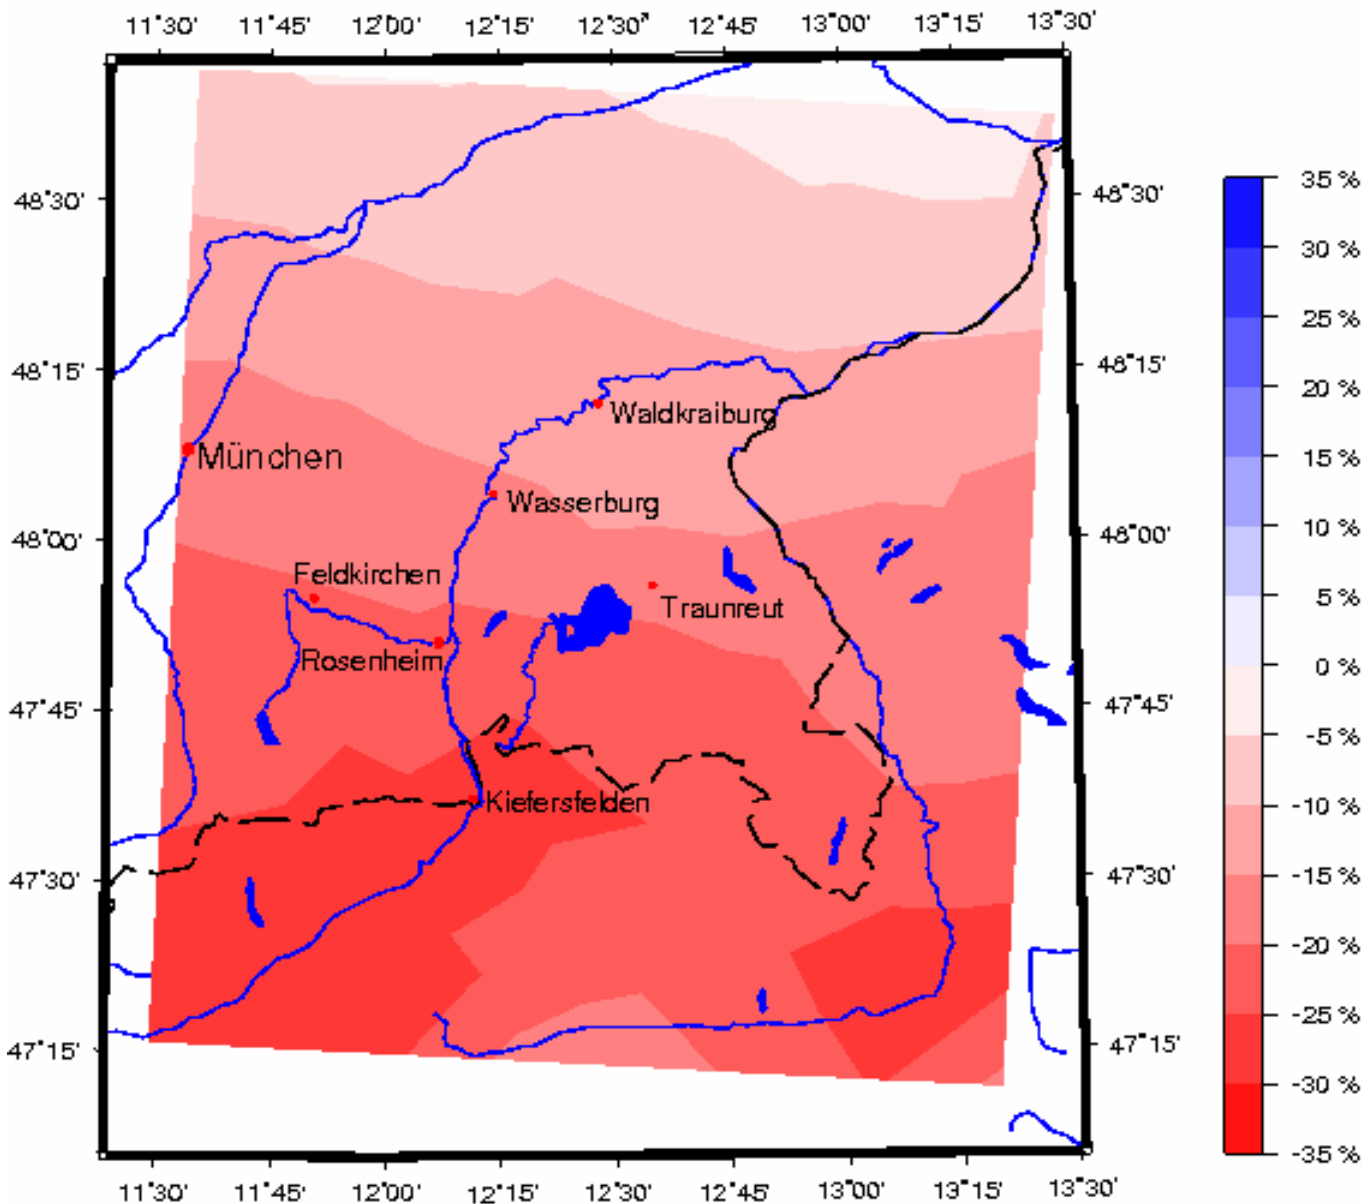 11°30' 11°45' 12°00' 12°15' 12°30' 12°45' 13°00' 13°15' 13°30'
35 %
48°30' 48°30'
30 %
25 %
20 %
48°15' 48°15'
15 %
Waldkraiburg
München
10 %
Wasserburg
48°00' 48°00'
5 %
Feldkirchen
Traunreut
Rosenheim
0 %
47°45' 47°45'
-5 %
Kiefersfelden
-10 %
47°30' 47°30'
-15 %
-20 %
-25 %
47°15' 47°15'
-30 %
-35 %
11°30' 11°45' 12°00' 12°15' 12°30' 12°45' 13°00' 13°15' 13°30'